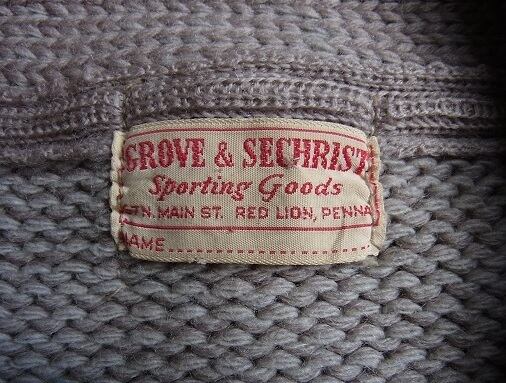 GROVE & SECHRIST
Sporting Goods
N. MAIN ST. RED LION, PENNA
NAME